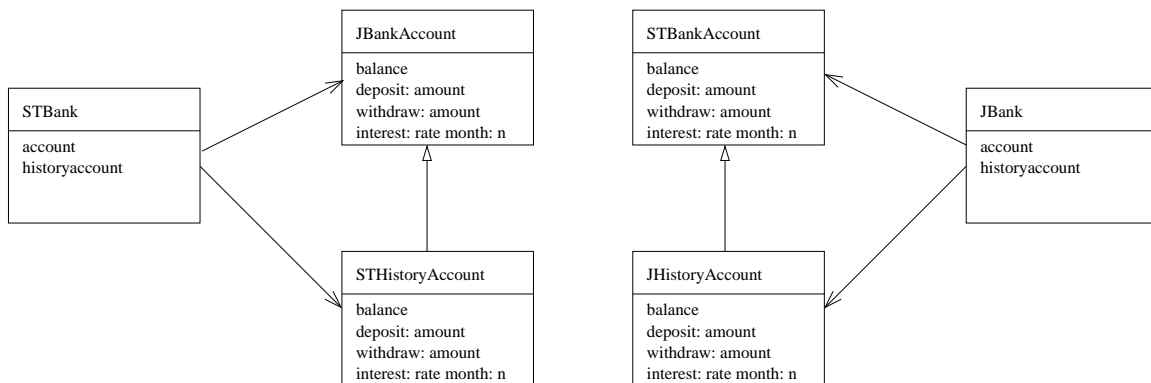 JBankAccount
balance
deposit: amount
withdraw: amount
interest: rate month: n
STBank
account
historyaccount
STHistoryAccount
balance
deposit: amount
withdraw: amount
interest: rate month: n
STBankAccount
balance
deposit: amount
withdraw: amount
interest: rate month: n
JBank
account
historyaccount
JHistoryAccount
balance
deposit: amount
withdraw: amount
interest: rate month: n